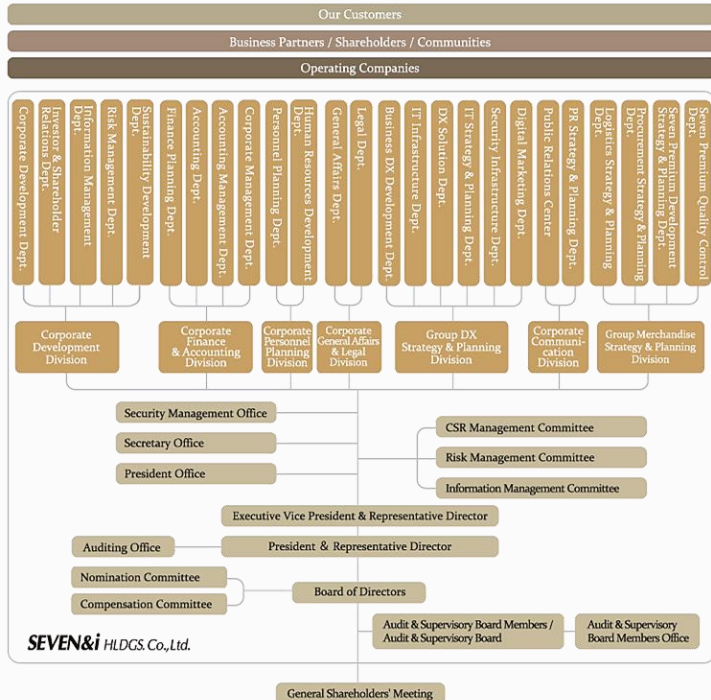 Our Customers
Business Partners / Shareholders / Communities
Operating Companies
Corporate Development Dept.
Investor & Shareholder
Relations Dept.
Information Management
Dept.
Risk Management Dept.
Sustainability Development
Dept.
Finance Planning Dept.
Accounting Dept.
Accounting Management Dept.
Corporate Management Dept.
Personnel Planning Dept.
Human Resources Development
Dept.
General Affairs Dept.
Legal Dept.
Business DX Development Dept.
IT Infrastructure Dept.
DX Solution Dept.
IT Strategy & Planning Dept.
Security Infrastructure Dept.
Digital Marketing Dept.
Public Relations Center
PR Strategy & Planning Dept.
Logistics Strategy & Planning
Dept.
Procurement Strategy & Planning
Dept.
Seven Premium Development
Strategy & Planning Dept.
Seven Premium Quality Control
Dept.
Corporate
Development
Division
Corporate
Finance
& Accounting
Division
Corporate
Personnel
Planning
Division
Corporate
General Affairs
& Legal
Division
Group DX
Strategy & Planning
Division
Corporate
Communi-
cation
Division
Group Merchandise
Strategy & Planning
Division
Security Management Office
Secretary Office
President Office
CSR Management Committee
Risk Management Committee
Information Management Committee
Executive Vice President & Representative Director
Auditing Office
President & Representative Director
Nomination Committee
Compensation Committee
Board of Directors
Audit & Supervisory Board Members /
Audit & Supervisory Board
Audit & Supervisory
Board Members Office
SEVEN&i HLDGS. Co., Ltd.
General Shareholders' Meeting